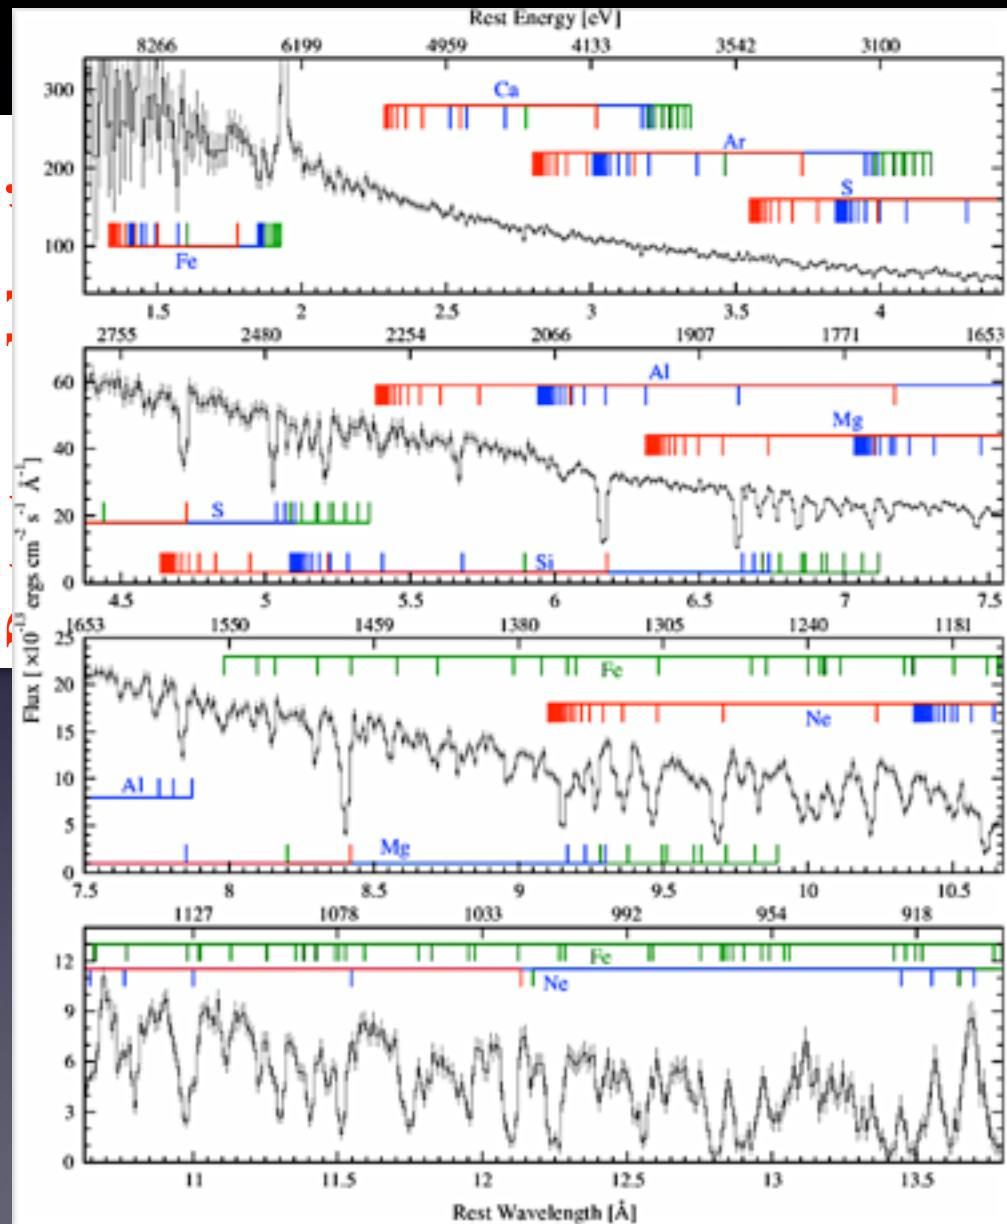 Rest Energy [eV]
8266 6199 4959 4133 3542 3100
300
200
100
Ca
Ar
S
Fe
1.5 2 2.5 3 3.5 4
2755 2480 2254 2066 1907 1771 1653
60
40
20
0
Al
Mg
S
Si
4.5 5 5.5 6 6.5 7 7.5
Flux [ ×10⁻¹³ ergs cm⁻² s⁻¹ Å⁻¹]
1653 1550 1459 1380 1305 1240 1181
25
20
15
10
5
0
Fe
Ne
Al
Mg
7.5 8 8.5 9 9.5 10 10.5
1127 1078 1033 992 954 918
12
9
6
3
0
Fe
Ne
11 11.5 12 12.5 13 13.5
Rest Wavelength [Å]